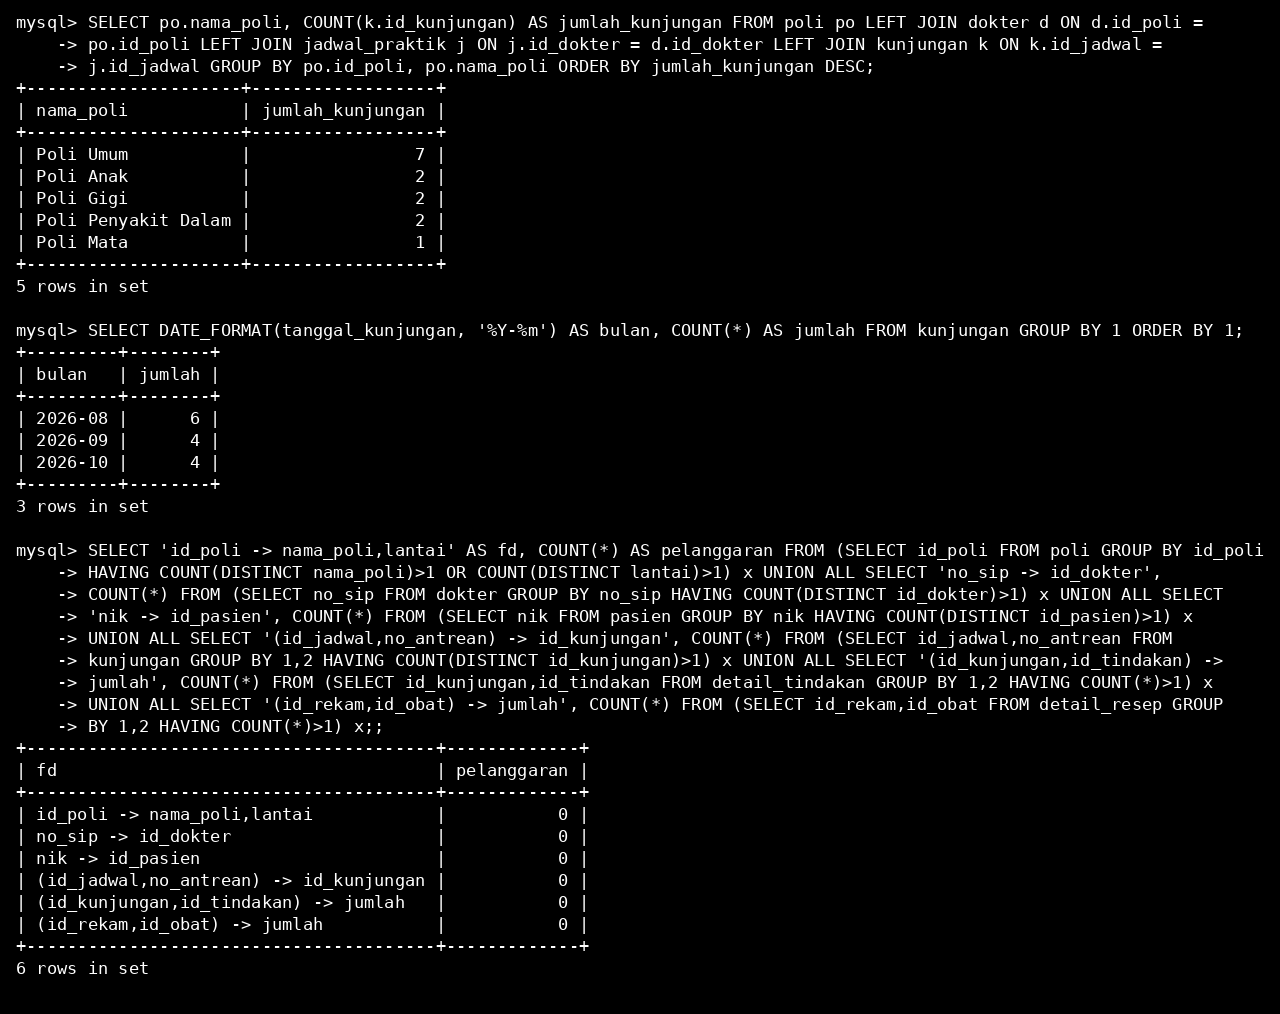 mysql> SELECT po.nama_poli, COUNT(k.id_kunjungan) AS jumlah_kunjungan FROM poli po LEFT JOIN dokter d ON d.id_poli =
    -> po.id_poli LEFT JOIN jadwal_praktik j ON j.id_dokter = d.id_dokter LEFT JOIN kunjungan k ON k.id_jadwal =
    -> j.id_jadwal GROUP BY po.id_poli, po.nama_poli ORDER BY jumlah_kunjungan DESC;
+---------------------+------------------+
| nama_poli           | jumlah_kunjungan |
+---------------------+------------------+
| Poli Umum           |                7 |
| Poli Anak           |                2 |
| Poli Gigi           |                2 |
| Poli Penyakit Dalam |                2 |
| Poli Mata           |                1 |
+---------------------+------------------+
5 rows in set

mysql> SELECT DATE_FORMAT(tanggal_kunjungan, '%Y-%m') AS bulan, COUNT(*) AS jumlah FROM kunjungan GROUP BY 1 ORDER BY 1;
+---------+--------+
| bulan   | jumlah |
+---------+--------+
| 2026-08 |      6 |
| 2026-09 |      4 |
| 2026-10 |      4 |
+---------+--------+
3 rows in set

mysql> SELECT 'id_poli -> nama_poli,lantai' AS fd, COUNT(*) AS pelanggaran FROM (SELECT id_poli FROM poli GROUP BY id_poli
    -> HAVING COUNT(DISTINCT nama_poli)>1 OR COUNT(DISTINCT lantai)>1) x UNION ALL SELECT 'no_sip -> id_dokter',
    -> COUNT(*) FROM (SELECT no_sip FROM dokter GROUP BY no_sip HAVING COUNT(DISTINCT id_dokter)>1) x UNION ALL SELECT
    -> 'nik -> id_pasien', COUNT(*) FROM (SELECT nik FROM pasien GROUP BY nik HAVING COUNT(DISTINCT id_pasien)>1) x
    -> UNION ALL SELECT '(id_jadwal,no_antrean) -> id_kunjungan', COUNT(*) FROM (SELECT id_jadwal,no_antrean FROM
    -> kunjungan GROUP BY 1,2 HAVING COUNT(DISTINCT id_kunjungan)>1) x UNION ALL SELECT '(id_kunjungan,id_tindakan) ->
    -> jumlah', COUNT(*) FROM (SELECT id_kunjungan,id_tindakan FROM detail_tindakan GROUP BY 1,2 HAVING COUNT(*)>1) x
    -> UNION ALL SELECT '(id_rekam,id_obat) -> jumlah', COUNT(*) FROM (SELECT id_rekam,id_obat FROM detail_resep GROUP
    -> BY 1,2 HAVING COUNT(*)>1) x;;
+----------------------------------------+-------------+
| fd                                     | pelanggaran |
+----------------------------------------+-------------+
| id_poli -> nama_poli,lantai            |           0 |
| no_sip -> id_dokter                    |           0 |
| nik -> id_pasien                       |           0 |
| (id_jadwal,no_antrean) -> id_kunjungan |           0 |
| (id_kunjungan,id_tindakan) -> jumlah   |           0 |
| (id_rekam,id_obat) -> jumlah           |           0 |
+----------------------------------------+-------------+
6 rows in set